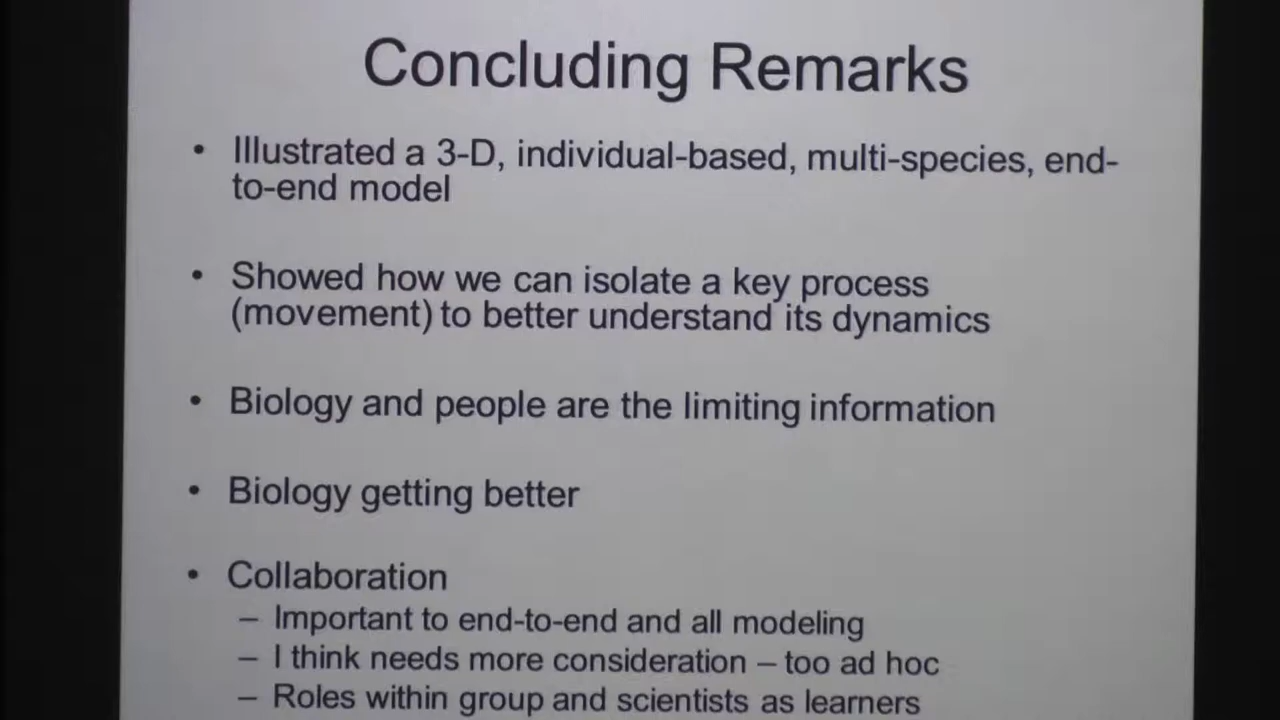 Concluding Remarks
• Illustrated a 3-D, individual-based, multi-species, end-
to-end model
• Showed how we can isolate a key process
(movement) to better understand its dynamics
• Biology and people are the limiting information
• Biology getting better
• Collaboration
– Important to end-to-end and all modeling
– I think needs more consideration – too ad hoc
– Roles within group and scientists as learners